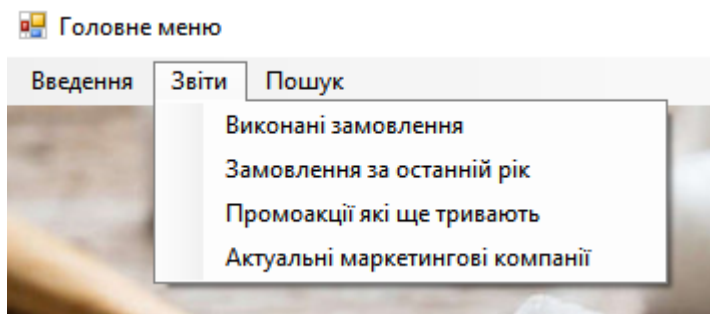 Головне меню
Введення Звіти Пошук
Виконані замовлення
Замовлення за останній рік
Промоакції які ще тривають
Актуальні маркетингові компанії